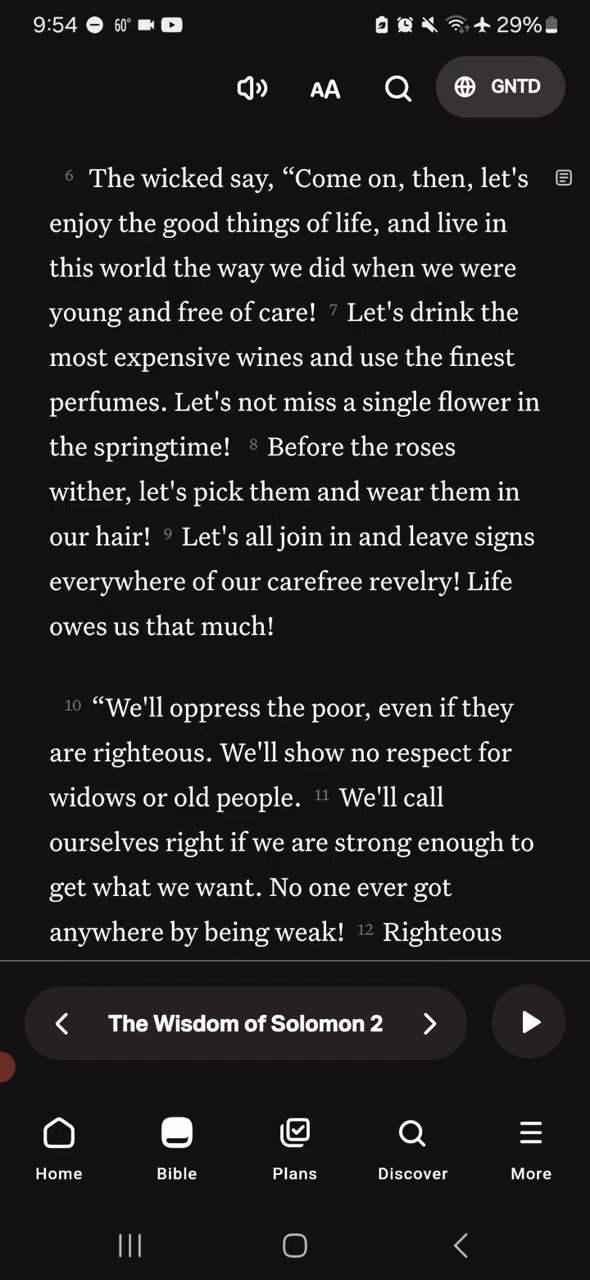 9:54 60° 29%
AA GNTD
6 The wicked say, “Come on, then, let's
enjoy the good things of life, and live in
this world the way we did when we were
young and free of care! 7 Let's drink the
most expensive wines and use the finest
perfumes. Let's not miss a single flower in
the springtime! 8 Before the roses
wither, let's pick them and wear them in
our hair! 9 Let's all join in and leave signs
everywhere of our carefree revelry! Life
owes us that much!
10 “We'll oppress the poor, even if they
are righteous. We'll show no respect for
widows or old people. 11 We'll call
ourselves right if we are strong enough to
get what we want. No one ever got
anywhere by being weak! 12 Righteous
The Wisdom of Solomon 2
Home Bible Plans Discover More